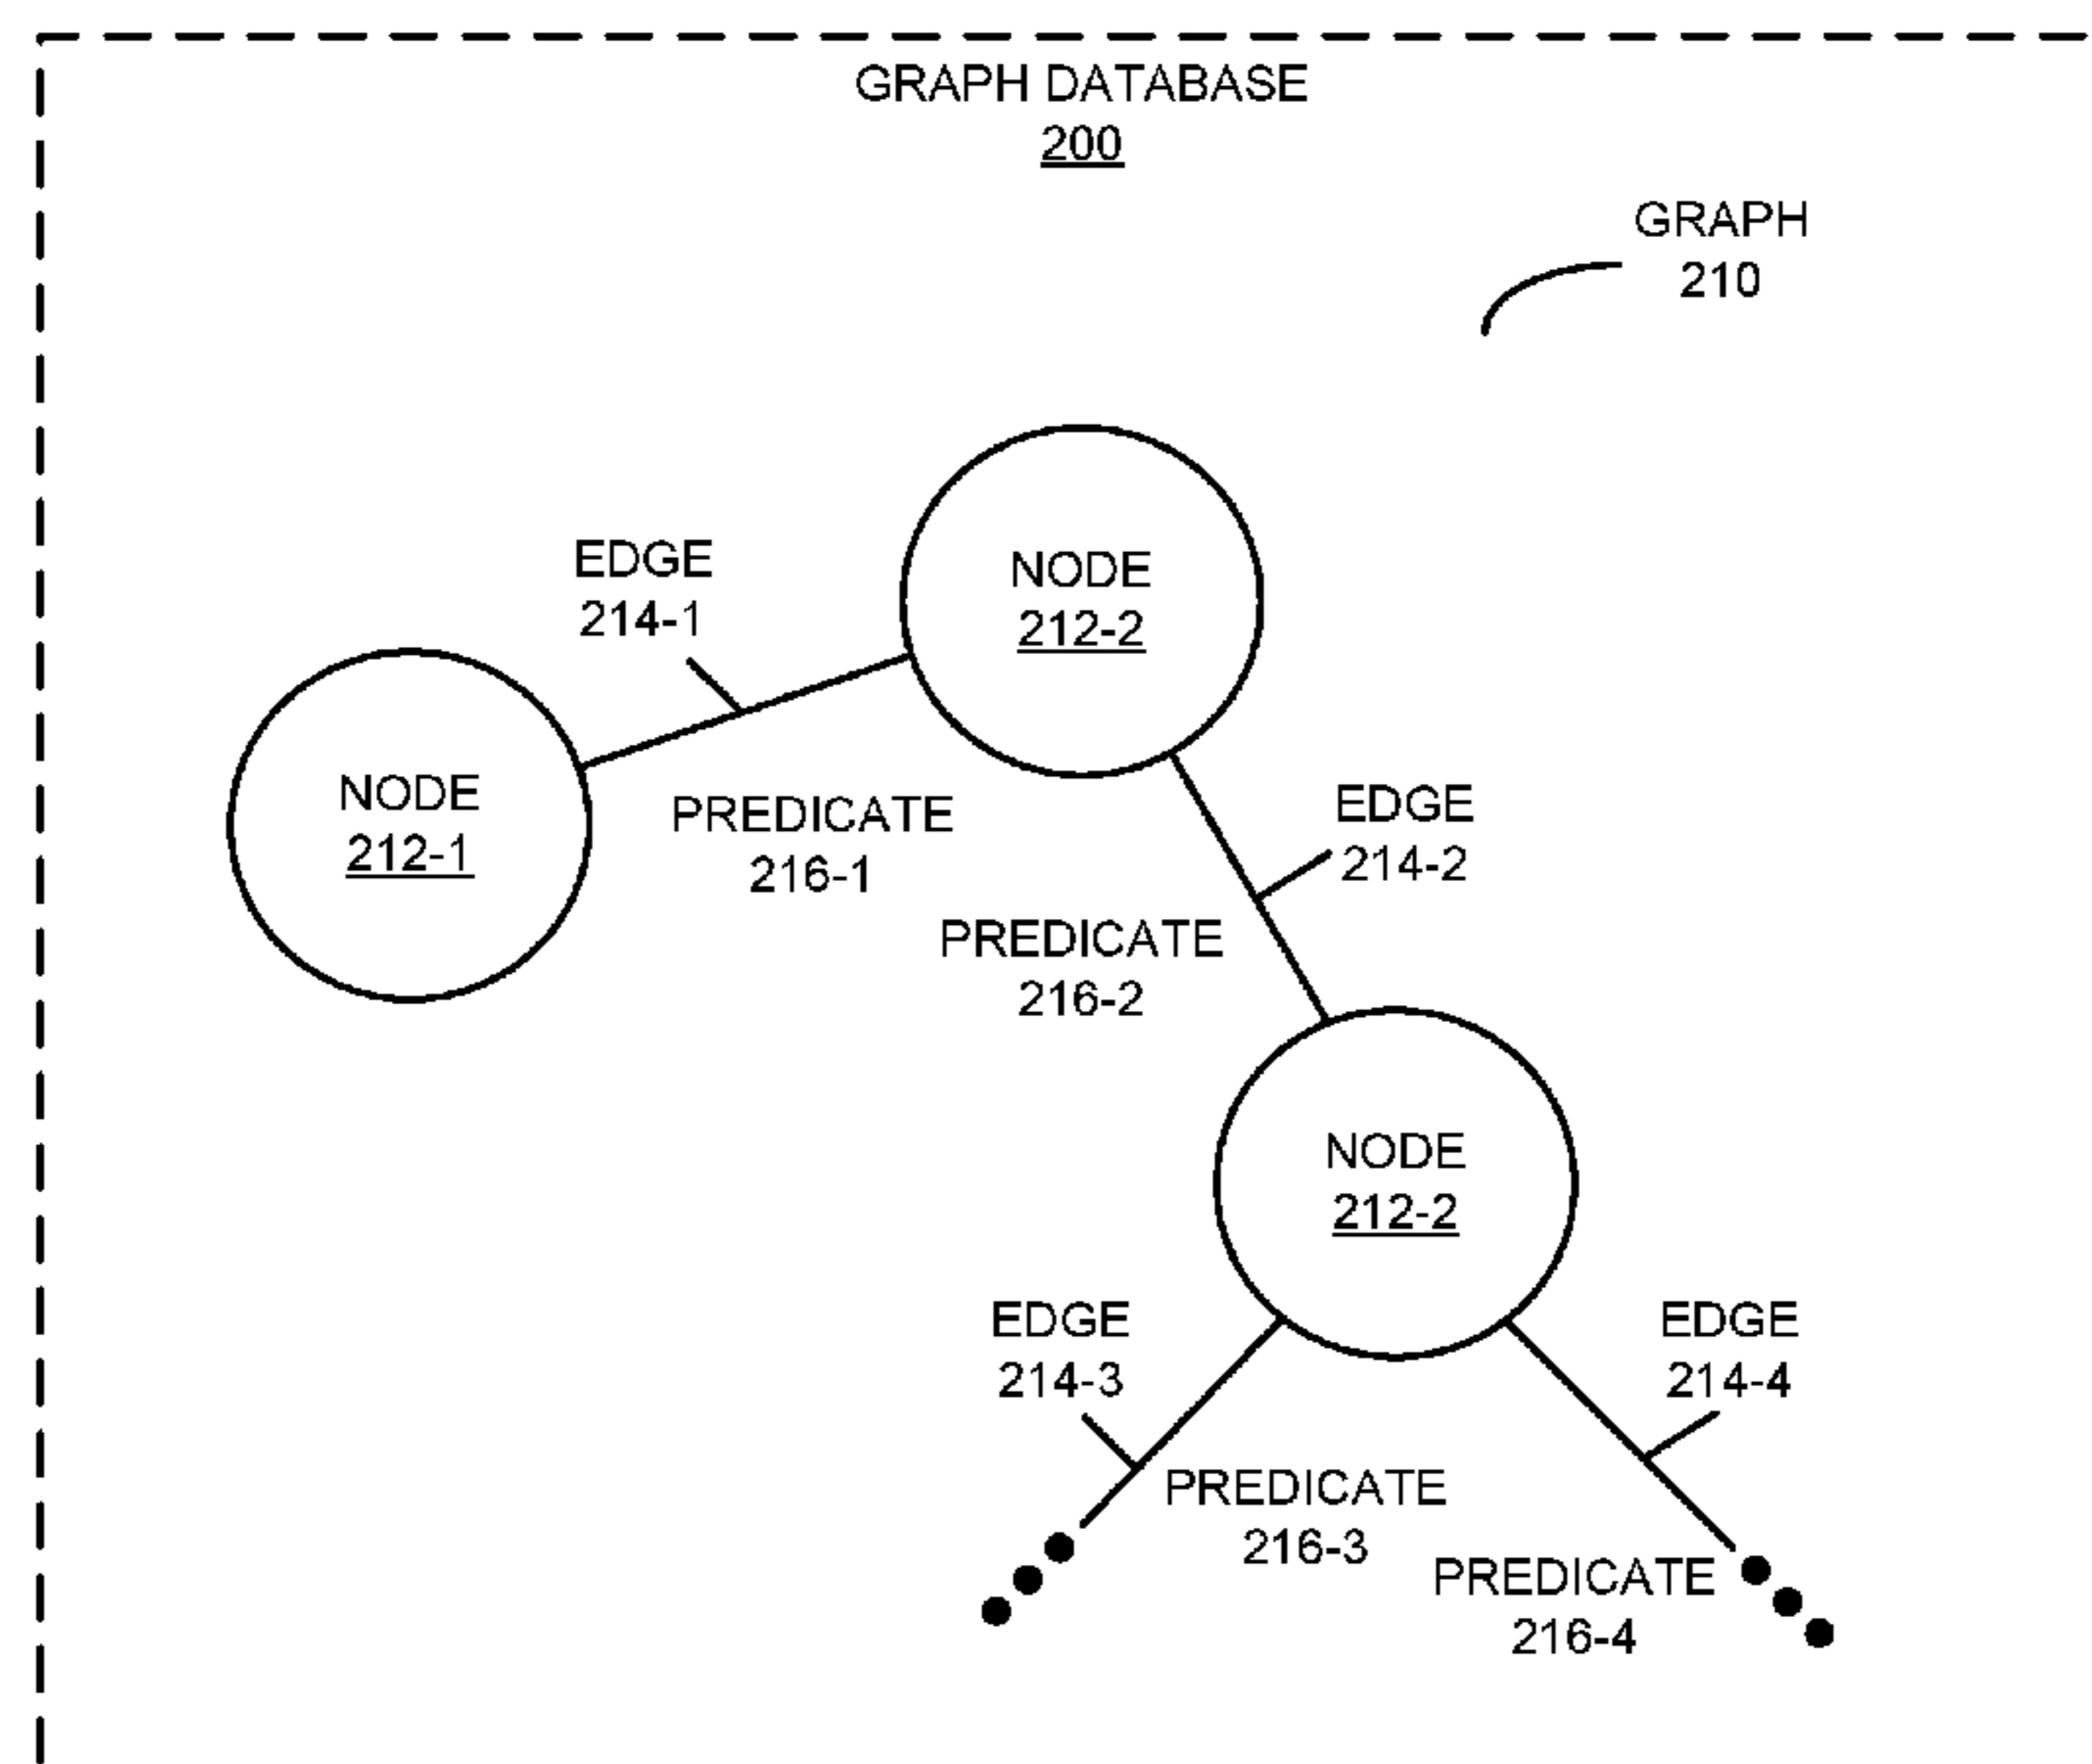 GRAPH DATABASE
200
GRAPH
210
EDGE
214-1
NODE
212-2
NODE
212-1
PREDICATE
216-1
EDGE
214-2
PREDICATE
216-2
NODE
212-2
EDGE
214-3
EDGE
214-4
PREDICATE
216-3
PREDICATE
216-4